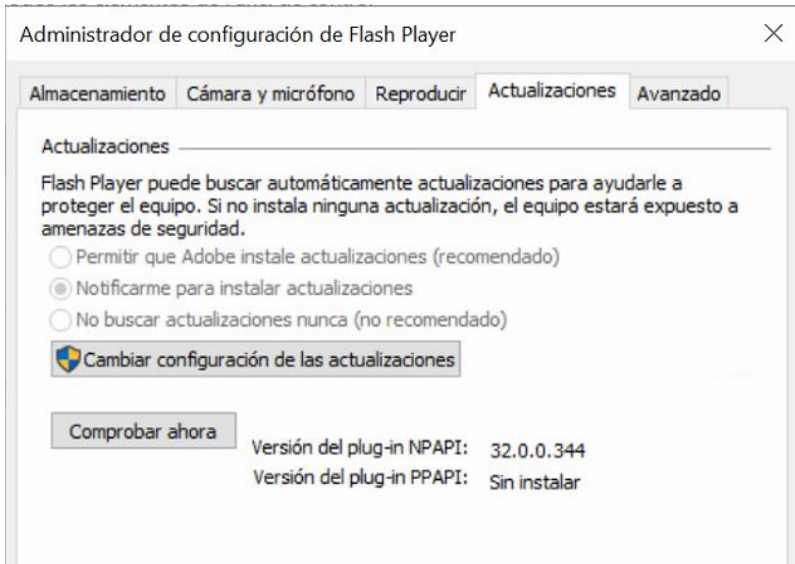 Administrador de configuración de Flash Player
Almacenamiento Cámara y micrófono Reproducir Actualizaciones Avanzado
Actualizaciones
Flash Player puede buscar automáticamente actualizaciones para ayudarle a
proteger el equipo. Si no instala ninguna actualización, el equipo estará expuesto a
amenazas de seguridad.
Permitir que Adobe instale actualizaciones (recomendado)
Notificarme para instalar actualizaciones
No buscar actualizaciones nunca (no recomendado)
Cambiar configuración de las actualizaciones
Comprobar ahora
Versión del plug-in NPAPI: 32.0.0.344
Versión del plug-in PPAPI: Sin instalar